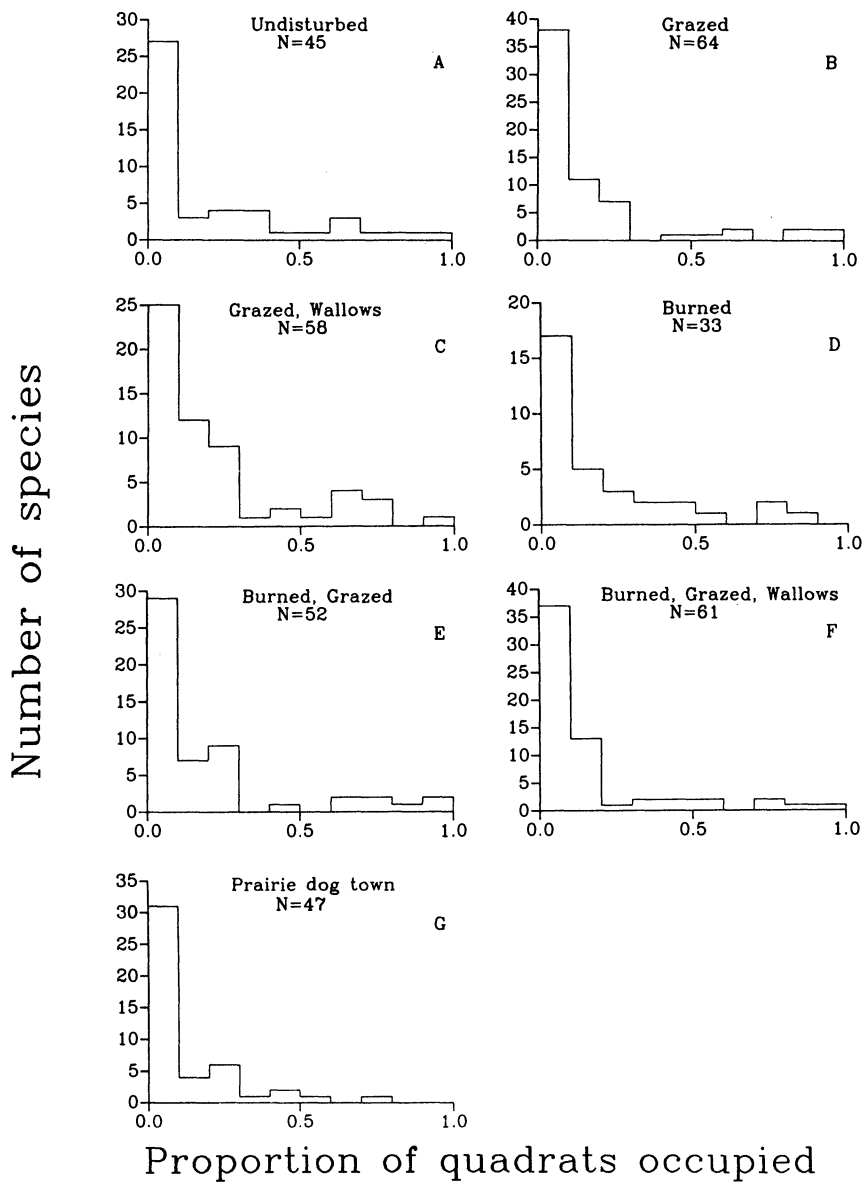 Undisturbed
N=45
A
30
25
20
15
10
5
0
0.0 0.5 1.0
Grazed
N=64
B
40
35
30
25
20
15
10
5
0
0.0 0.5 1.0
Grazed, Wallows
N=58
C
25
20
15
10
5
0
0.0 0.5 1.0
Burned
N=33
D
20
15
10
5
0
0.0 0.5 1.0
Burned, Grazed
N=52
E
30
25
20
15
10
5
0
0.0 0.5 1.0
Burned, Grazed, Wallows
N=61
F
40
35
30
25
20
15
10
5
0
0.0 0.5 1.0
Prairie dog town
N=47
G
35
30
25
20
15
10
5
0
0.0 0.5 1.0
Number of species
Proportion of quadrats occupied